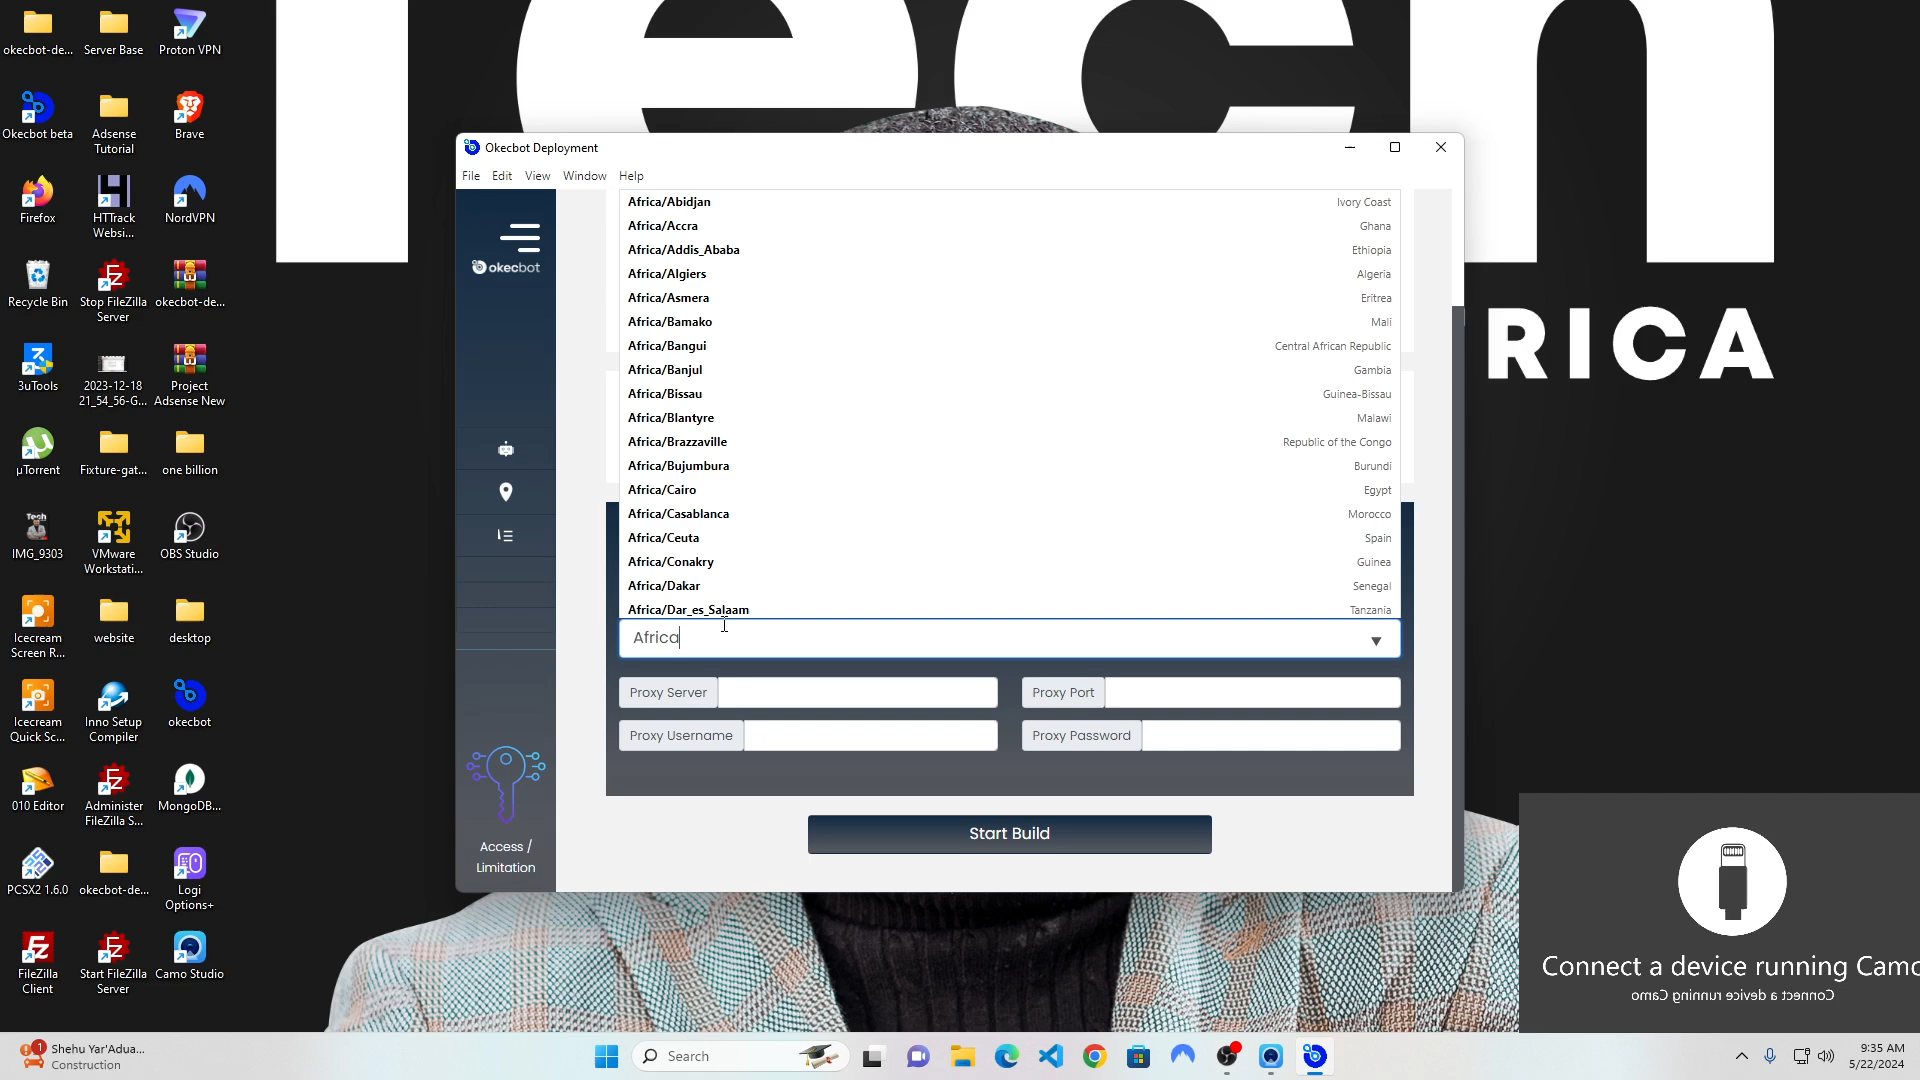 okecbot-de...
Server Base
Proton VPN
Okecbot beta
Adsense
Tutorial
Brave
Firefox
HTTrack
Websi...
NordVPN
Recycle Bin
Stop FileZilla
Server
okecbot-de...
3uTools
2023-12-18
21_54_56-G...
Project
Adsense New
µTorrent
Fixture-gat...
one billion
Tech
IMG_9303
VMware
Workstati...
OBS Studio
Icecream
Screen R...
website
desktop
Icecream
Quick Sc...
Inno Setup
Compiler
okecbot
010 Editor
Administer
FileZilla S...
MongoDB...
PCSX2 1.6.0
okecbot-de...
Logi
Options+
FileZilla
Client
Start FileZilla
Server
Camo Studio
Tech
RICA
Okecbot Deployment
File Edit View Window Help
okecbot
Access /
Limitation
Africa/Abidjan Ivory Coast
Africa/Accra Ghana
Africa/Addis_Ababa Ethiopia
Africa/Algiers Algeria
Africa/Asmera Eritrea
Africa/Bamako Mali
Africa/Bangui Central African Republic
Africa/Banjul Gambia
Africa/Bissau Guinea-Bissau
Africa/Blantyre Malawi
Africa/Brazzaville Republic of the Congo
Africa/Bujumbura Burundi
Africa/Cairo Egypt
Africa/Casablanca Morocco
Africa/Ceuta Spain
Africa/Conakry Guinea
Africa/Dakar Senegal
Africa/Dar_es_Salaam Tanzania
Africa
Proxy Server Proxy Port
Proxy Username Proxy Password
Start Build
Connect a device running Camo
Connect a device running Camo
1 Shehu Yar'Adua...
Construction
Search
9:35 AM
5/22/2024